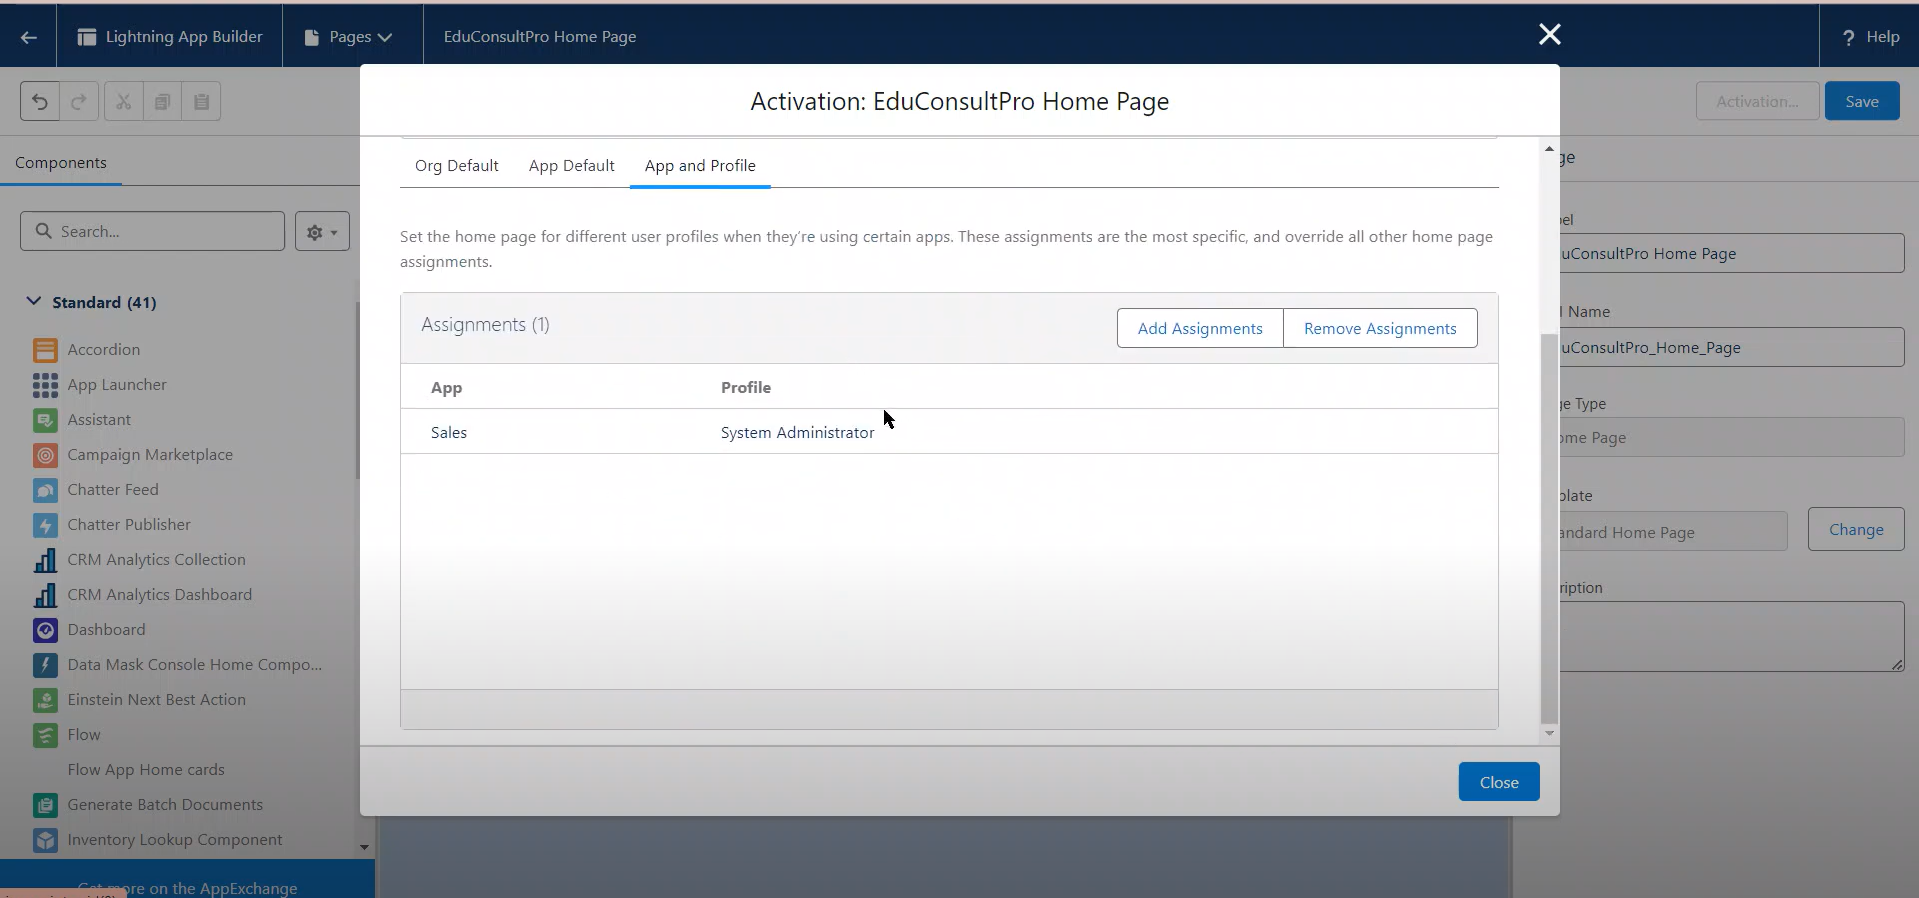 Lightning App Builder
Pages
EduConsultPro Home Page
? Help
Activation...
Save
Components
Search...
Standard (41)
Accordion
App Launcher
Assistant
Campaign Marketplace
Chatter Feed
Chatter Publisher
CRM Analytics Collection
CRM Analytics Dashboard
Dashboard
Data Mask Console Home Compo...
Einstein Next Best Action
Flow
Flow App Home cards
Generate Batch Documents
Inventory Lookup Component
Get more on the AppExchange
Activation: EduConsultPro Home Page
Org Default
App Default
App and Profile
Set the home page for different user profiles when they're using certain apps. These assignments are the most specific, and override all other home page
assignments.
Assignments (1)
Add Assignments
Remove Assignments
App
Profile
Sales
System Administrator
Close
ge
el
uConsultPro Home Page
I Name
uConsultPro_Home_Page
ge Type
ome Page
plate
andard Home Page
Change
ription